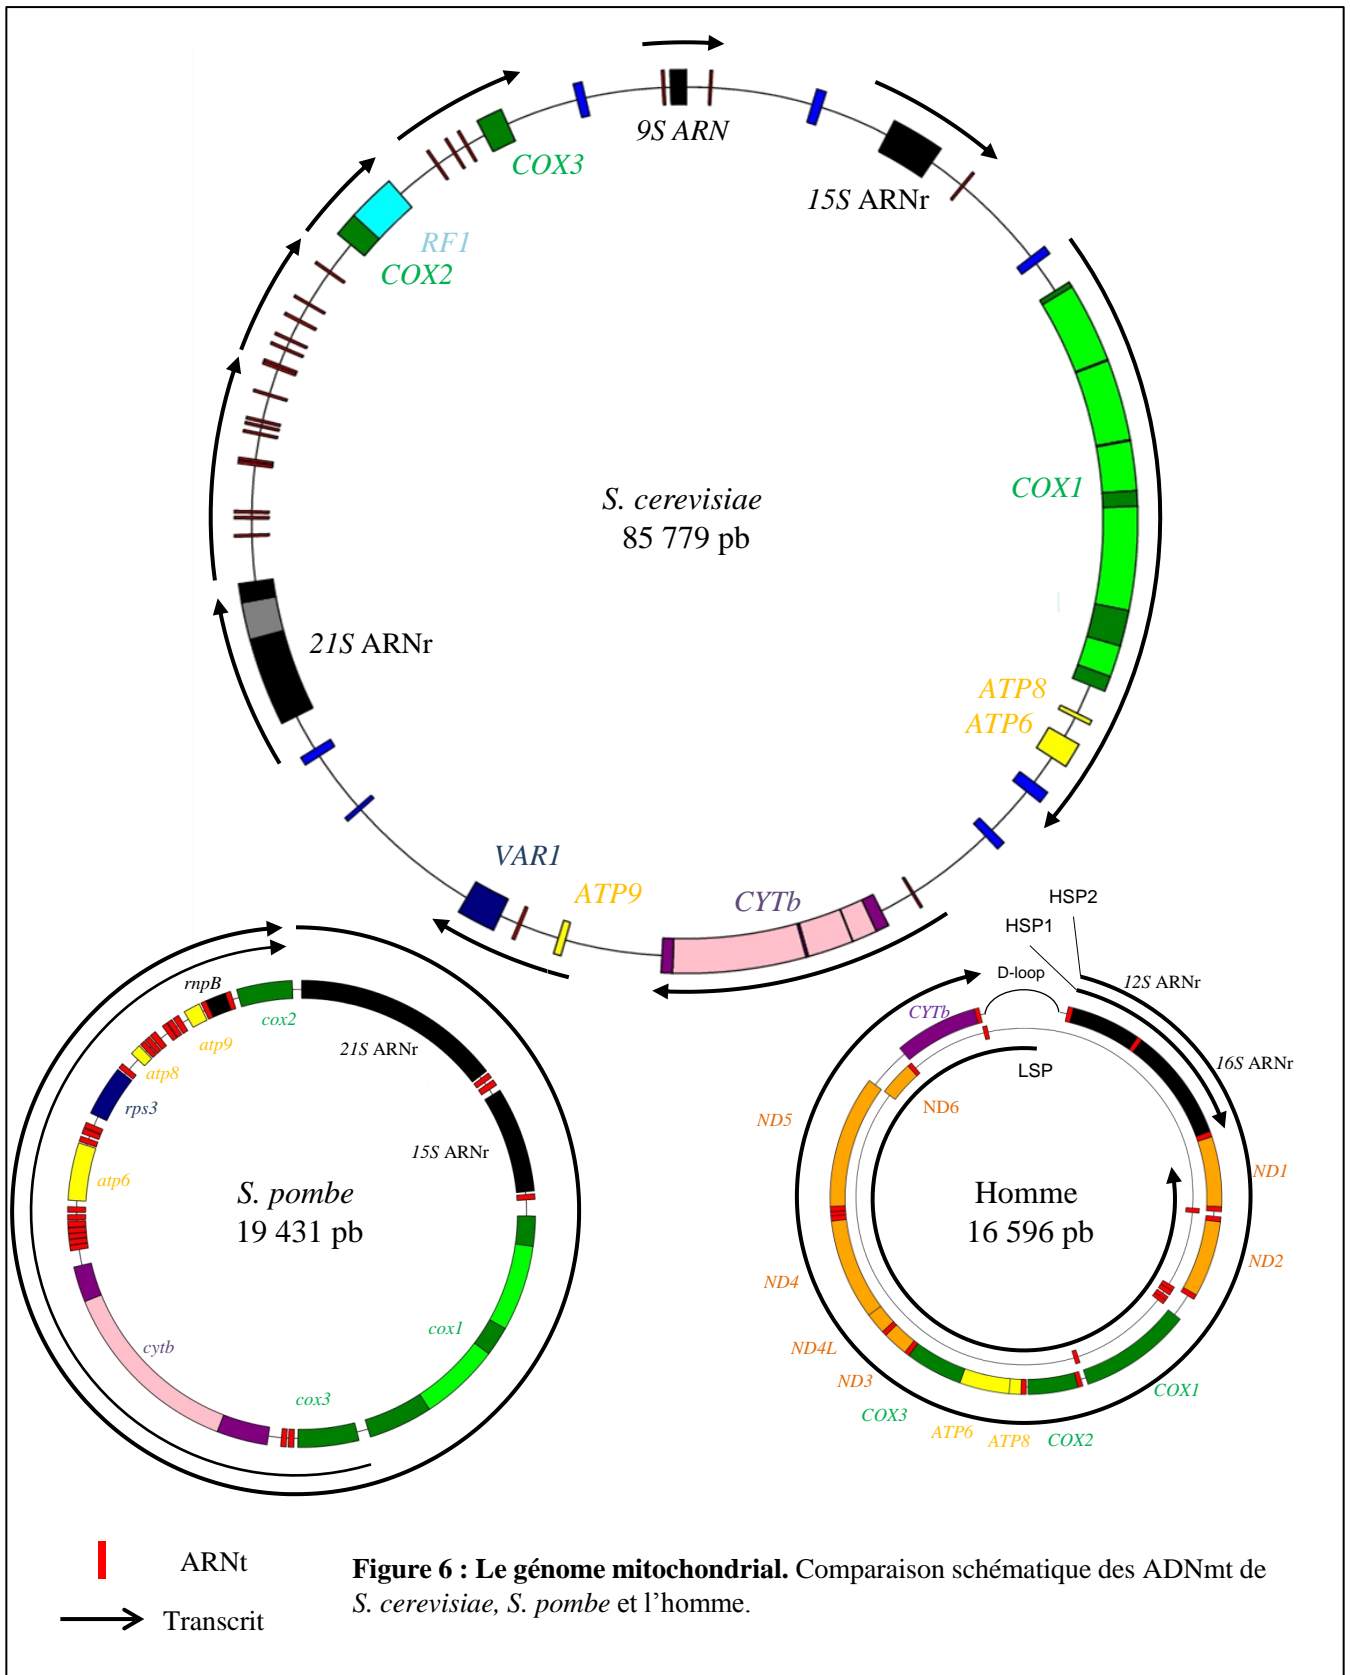 9S ARN
COX3
15S ARNr
RF1
COX2
S. cerevisiae
85 779 pb
COX1
21S ARNr
ATP8
ATP6
VAR1
ATP9
CYTb
HSP2
HSP1
D-loop
12S ARNr
16S ARNr
CYTb
LSP
ND6
ND5
ND1
Homme
16 596 pb
ND2
ND4
ND4L
ND3
COX3
ATP6
ATP8
COX2
COX1
rnpB
cox2
atp9
21S ARNr
atp8
rps3
15S ARNr
atp6
S. pombe
19 431 pb
cox1
cytb
cox3
ARNt
Transcrit
Figure 6 : Le génome mitochondrial. Comparaison schématique des ADNmt de
S. cerevisiae, S. pombe et l’homme.